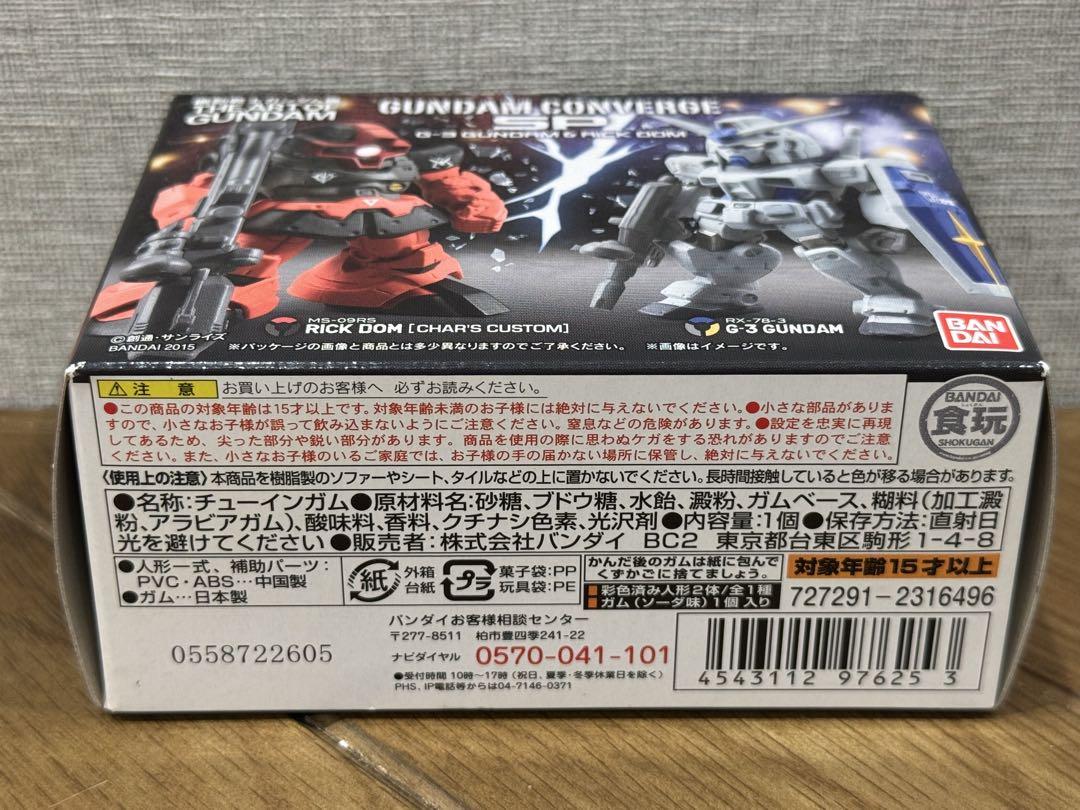 THE ART OF
GUNDAM
GUNDAM CONVERGE
SP
G-3 GUNDAM & RICK DOM
MS-09RS
RICK DOM [CHAR'S CUSTOM]
RX-78-3
G-3 GUNDAM
©創通・サンライズ
BANDAI 2015
※パッケージの画像と商品とは多少異なりますのでご了承ください。
※画像はイメージです。
BAN
DAI
注意
お買い上げのお客様へ 必ずお読みください。
●この商品の対象年齢は15才以上です。対象年齢未満のお子様には絶対に与えないでください。●小さな部品がありま
すので、小さなお子様が誤って飲み込まないようにご注意ください。窒息などの危険があります。●設定を忠実に再現
してあるため、尖った部分や鋭い部分があります。商品を使用の際に思わぬケガをする恐れがありますのでご注意
ください。また、小さなお子様のいるご家庭では、お子様の手の届かない場所に保管し、絶対に与えないでください。
BANDAI
しょくがん
食玩
SHOKUGAN
〈使用上の注意〉本商品を樹脂製のソファーやシート、タイルなどの上に置かないでください。長時間接触していると色が移る場合があります。
●名称:チューインガム●原材料名:砂糖、ブドウ糖、水飴、澱粉、ガムベース、糊料(加工澱
粉、アラビアガム)、酸味料、香料、クチナシ色素、光沢剤●内容量:1個●保存方法:直射日
光を避けてください●販売者:株式会社バンダイ BC2 東京都台東区駒形1-4-8
●人形一式、補助パーツ:
PVC・ABS…中国製
●ガム…日本製
紙
外箱
台紙
プラ
菓子袋:PP
玩具袋:PE
かんだ後のガムは紙に包んで
くずかごに捨てましょう。
彩色済み人形2体/全1種
ガム(ソーダ味)1個入り
対象年齢15才以上
727291-2316496
0558722605
バンダイお客様相談センター
〒277-8511 柏市豊四季241-22
ナビダイヤル 0570-041-101
●受付時間 10時〜17時(祝日、夏季・冬季休業日を除く)
PHS、IP電話等からは04-7146-0371
4543112 97625 3